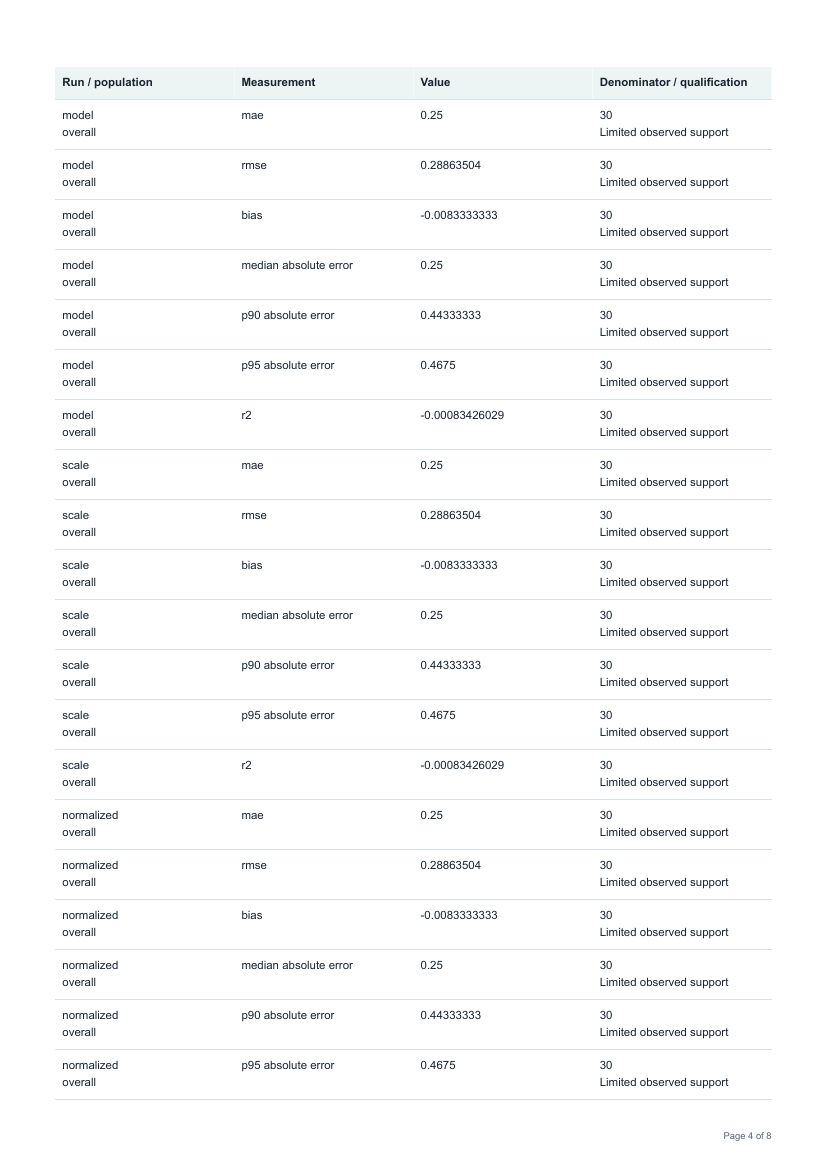 Run / population Measurement Value Denominator / qualification
model mae 0.25 30
overall Limited observed support
model rmse 0.28863504 30
overall Limited observed support
model bias -0.0083333333 30
overall Limited observed support
model median absolute error 0.25 30
overall Limited observed support
model p90 absolute error 0.44333333 30
overall Limited observed support
model p95 absolute error 0.4675 30
overall Limited observed support
model r2 -0.00083426029 30
overall Limited observed support
scale mae 0.25 30
overall Limited observed support
scale rmse 0.28863504 30
overall Limited observed support
scale bias -0.0083333333 30
overall Limited observed support
scale median absolute error 0.25 30
overall Limited observed support
scale p90 absolute error 0.44333333 30
overall Limited observed support
scale p95 absolute error 0.4675 30
overall Limited observed support
scale r2 -0.00083426029 30
overall Limited observed support
normalized mae 0.25 30
overall Limited observed support
normalized rmse 0.28863504 30
overall Limited observed support
normalized bias -0.0083333333 30
overall Limited observed support
normalized median absolute error 0.25 30
overall Limited observed support
normalized p90 absolute error 0.44333333 30
overall Limited observed support
normalized p95 absolute error 0.4675 30
overall Limited observed support
Page 4 of 8